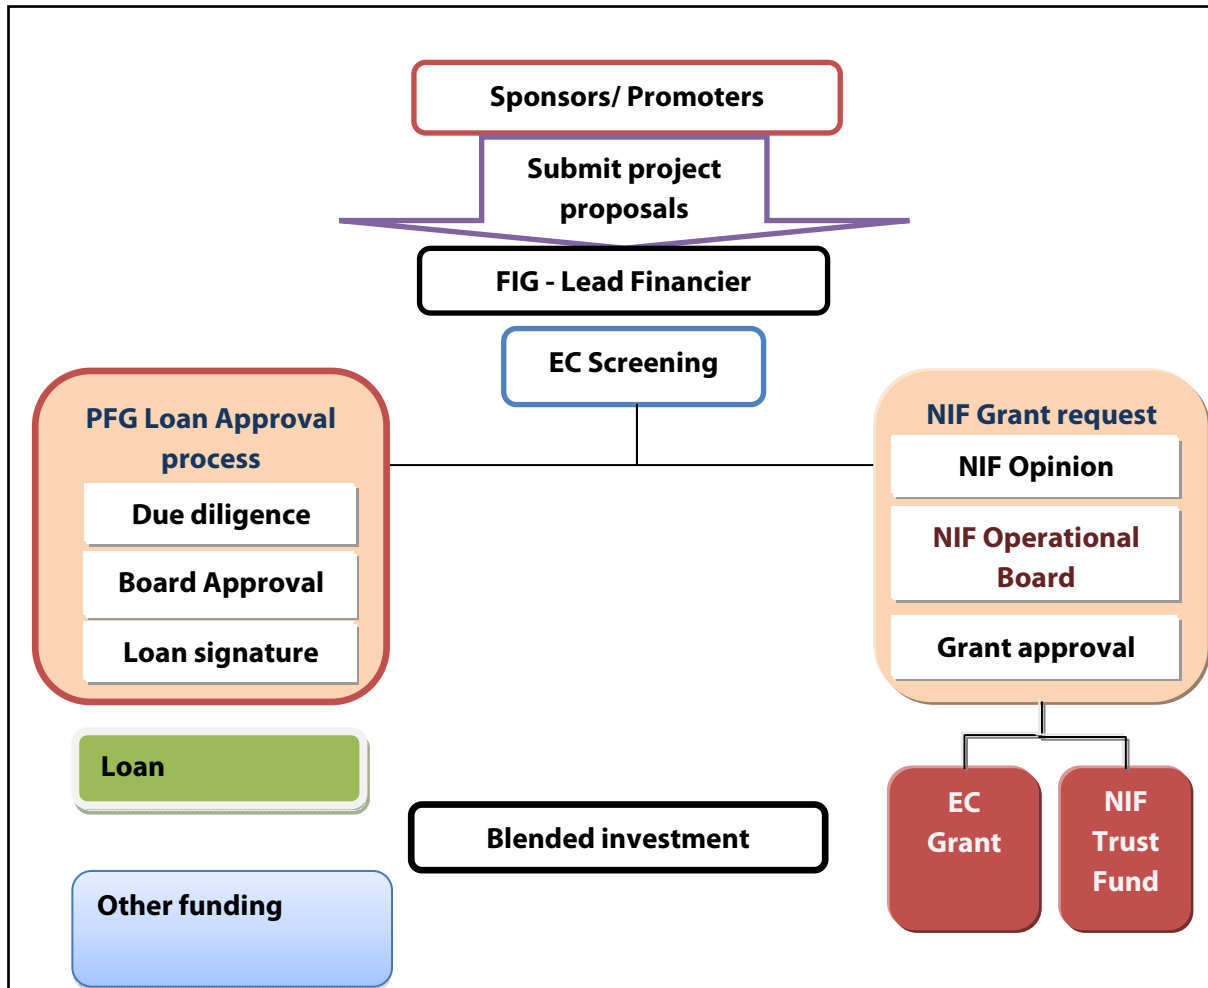 Sponsors/ Promoters
Submit project
proposals
FIG - Lead Financier
EC Screening
PFG Loan Approval
process
Due diligence
Board Approval
Loan signature
NIF Grant request
NIF Opinion
NIF Operational
Board
Grant approval
Loan
Other funding
Blended investment
EC
Grant
NIF
Trust
Fund